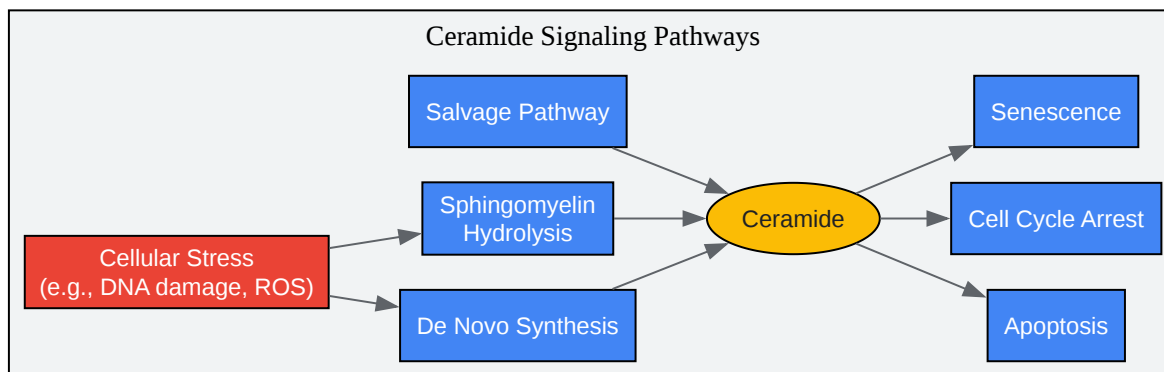 Ceramide Signaling Pathways
Salvage Pathway
Senescence
Sphingomyelin
Hydrolysis
Ceramide
Cell Cycle Arrest
Cellular Stress
(e.g., DNA damage, ROS)
De Novo Synthesis
Apoptosis